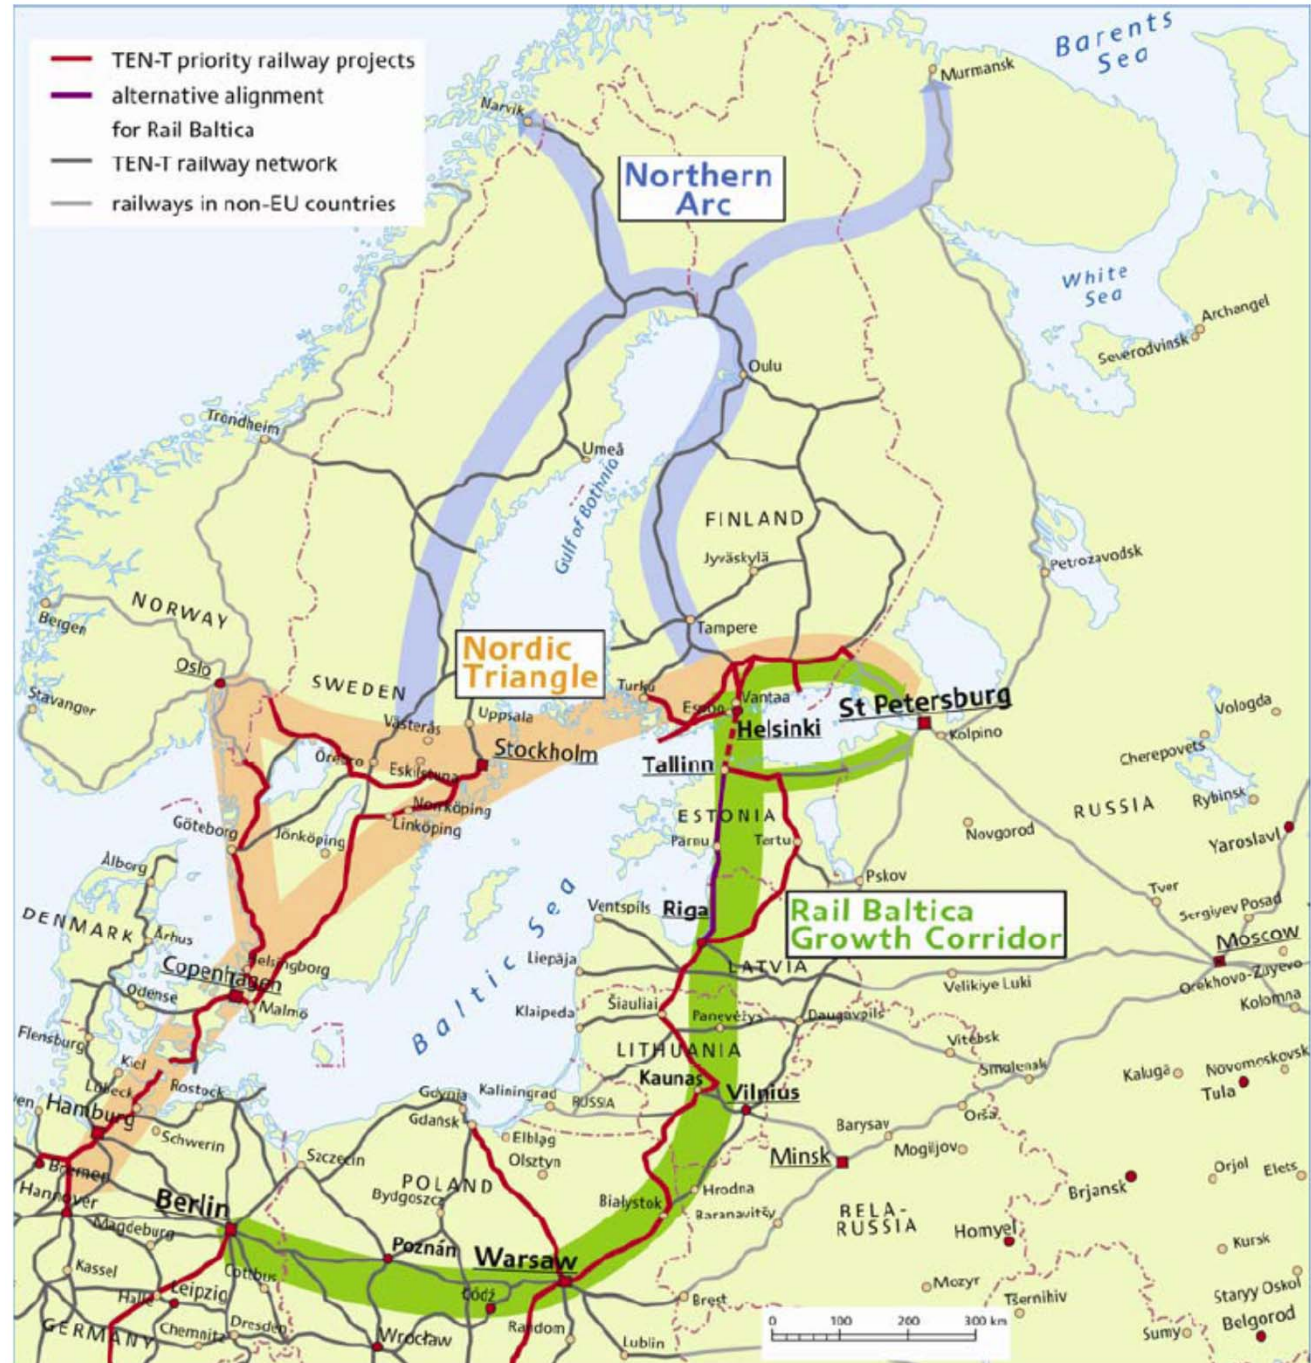 TEN-T priority railway projects
alternative alignment
for Rail Baltica
TEN-T railway network
railways in non-EU countries
Barents
Sea
Murmansk
Narvik
Northern
Arc
White
Sea
Archangel
Severodvinsk
Oulu
Trondheim
Umeå
Gulf of Bothnia
FINLAND
Jyväskylä
Petrozavodsk
NORWAY
Bergen
Tampere
Nordic
Triangle
Oslo
SWEDEN
Stavanger
Turku
Espoo
Vantaa
St Petersburg
Vologda
Västerås
Uppsala
Helsinki
Kolpino
Stockholm
Cherepovets
Örebro
Eskilstuna
Tallinn
Rybinsk
RUSSIA
Norrköping
Linköping
ESTONIA
Göteborg
Jönköping
Pärnu
Tartu
Novgorod
Yaroslavl
Ålborg
Pskov
Tver
Sergiyev Posad
DENMARK
Ventspils
Riga
Rail Baltica
Growth Corridor
Århus
Moscow
Helsingborg
Copenhagen
Baltic Sea
Liepāja
LATVIA
Orekhovo-Zuyevo
Velikiye Luki
Odense
Malmö
Klaipeda
Šiauliai
Panevėžys
Daugavpils
Kolomna
Flensburg
Vitebsk
LITHUANIA
Kiel
Smolensk
Kaluga
Novomoskovsk
Tula
Lübeck
Rostock
Gdynia
Kaliningrad
RUSSIA
Kaunas
Vilnius
Hamburg
Gdańsk
Orša
Schwerin
Elbląg
Barysav
Mogiljov
Bremen
Szczecin
Olsztyn
Minsk
Orjol
Elets
Hannover
POLAND
Bydgoszcz
Hrodna
Brjansk
Berlin
Białystok
Baranavitčy
BELA-
RUSSIA
Magdeburg
Homyel
Kursk
Poznań
Warsaw
Kassel
Cottbus
Leipzig
Halle
Łódź
Mozyr
Staryy Oskol
Brest
Tšernihiv
GERMANY
Chemnitz
Dresden
Wrocław
Random
Lublin
0 100 200 300 km
Sumy
Belgorod